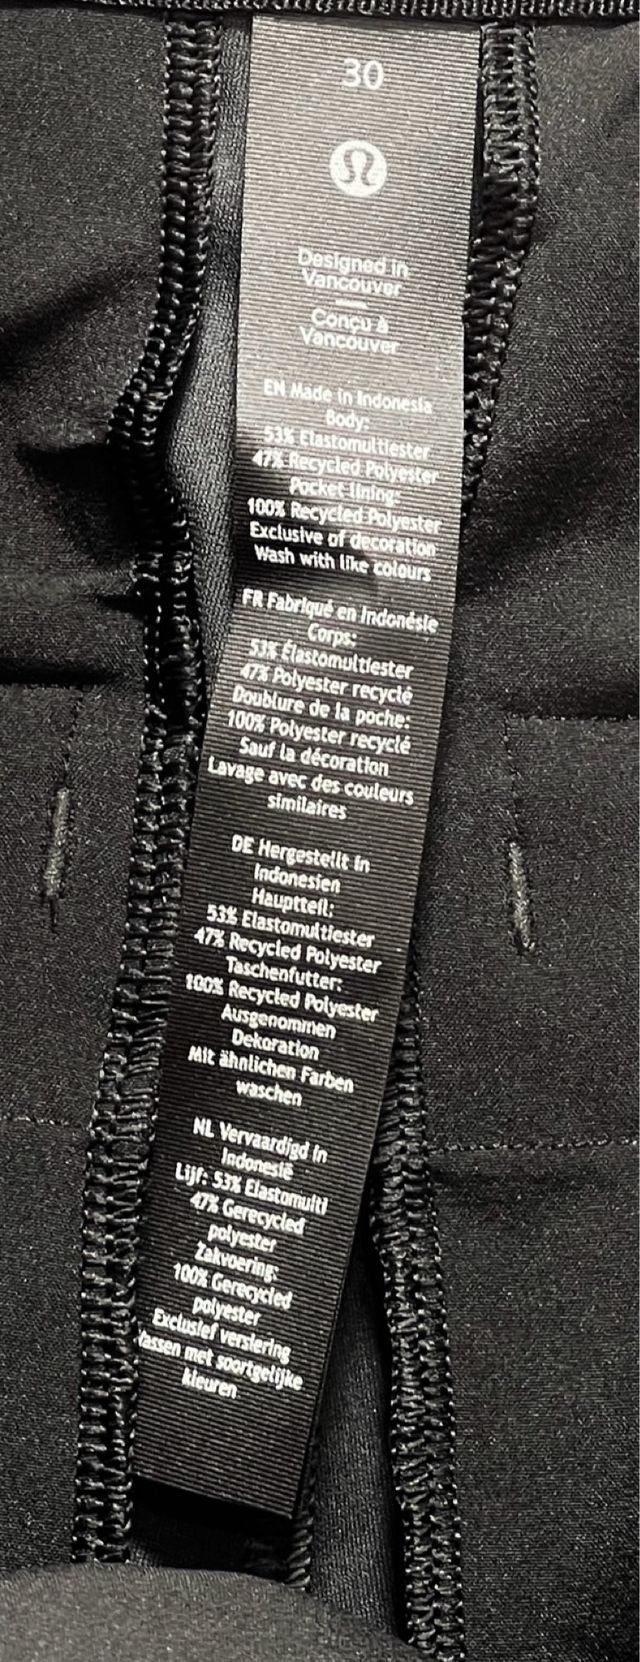 30
Designed in
Vancouver
Conçu à
Vancouver
EN Made in Indonesia
Body:
53% Elastomultiester
47% Recycled Polyester
Pocket lining:
100% Recycled Polyester
Exclusive of decoration
Wash with like colours
FR Fabriqué en Indonésie
Corps:
53% Élastomultiester
47% Polyester recyclé
Doublure de la poche:
100% Polyester recyclé
Sauf la décoration
Lavage avec des couleurs
similaires
DE Hergestellt in
Indonesien
Hauptteil:
53% Elastomultiester
47% Recycled Polyester
Taschenfutter:
100% Recycled Polyester
Ausgenommen
Dekoration
Mit ähnlichen Farben
waschen
NL Vervaardigd in
Indonesië
Lijf: 53% Elastomulti
47% Gerecycled
polyester
Zakvoering:
100% Gerecycled
polyester
Exclusief versiering
assen met soortgelijke
kleuren